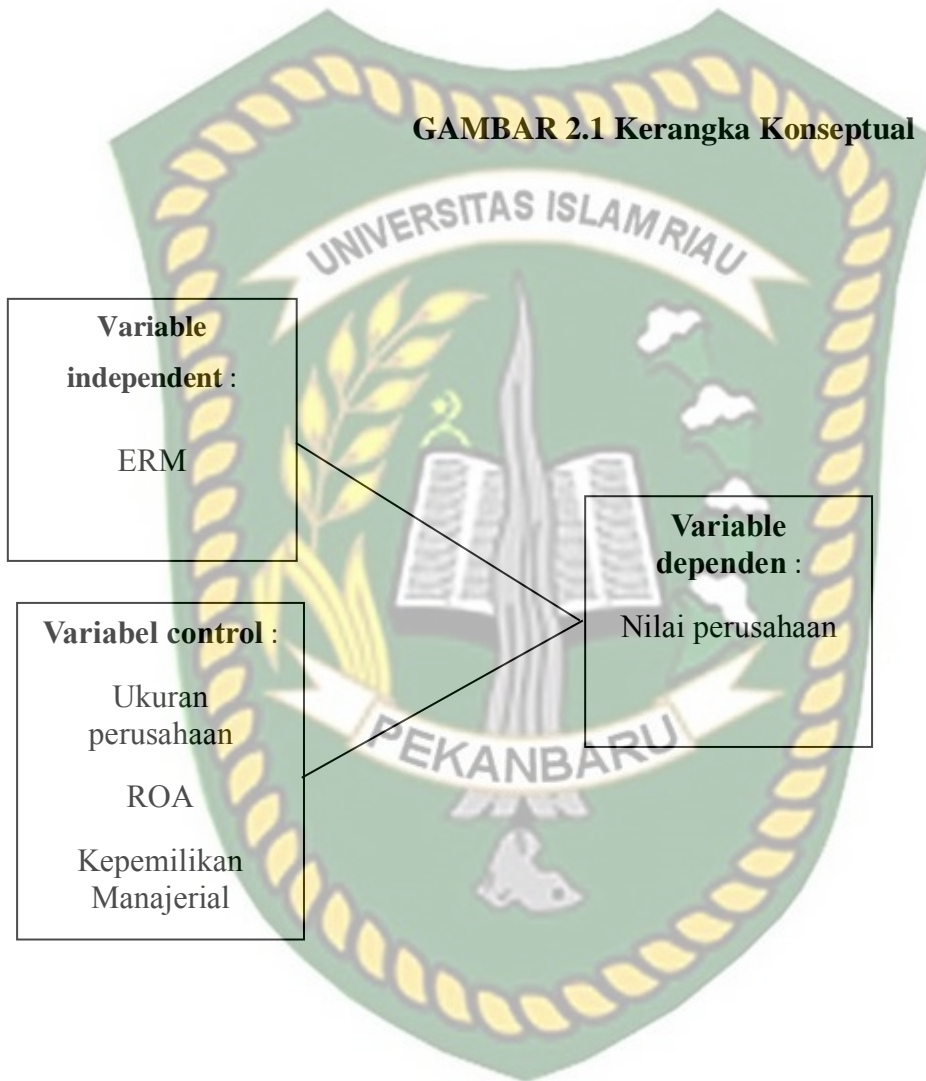 GAMBAR 2.1 Kerangka Konseptual
UNIVERSITAS ISLAM RIAU
Variable
independent :
ERM
Variable
dependen :
Nilai perusahaan
Variabel control :
Ukuran
perusahaan
ROA
Kepemilikan
Manajerial
PEKANBARU